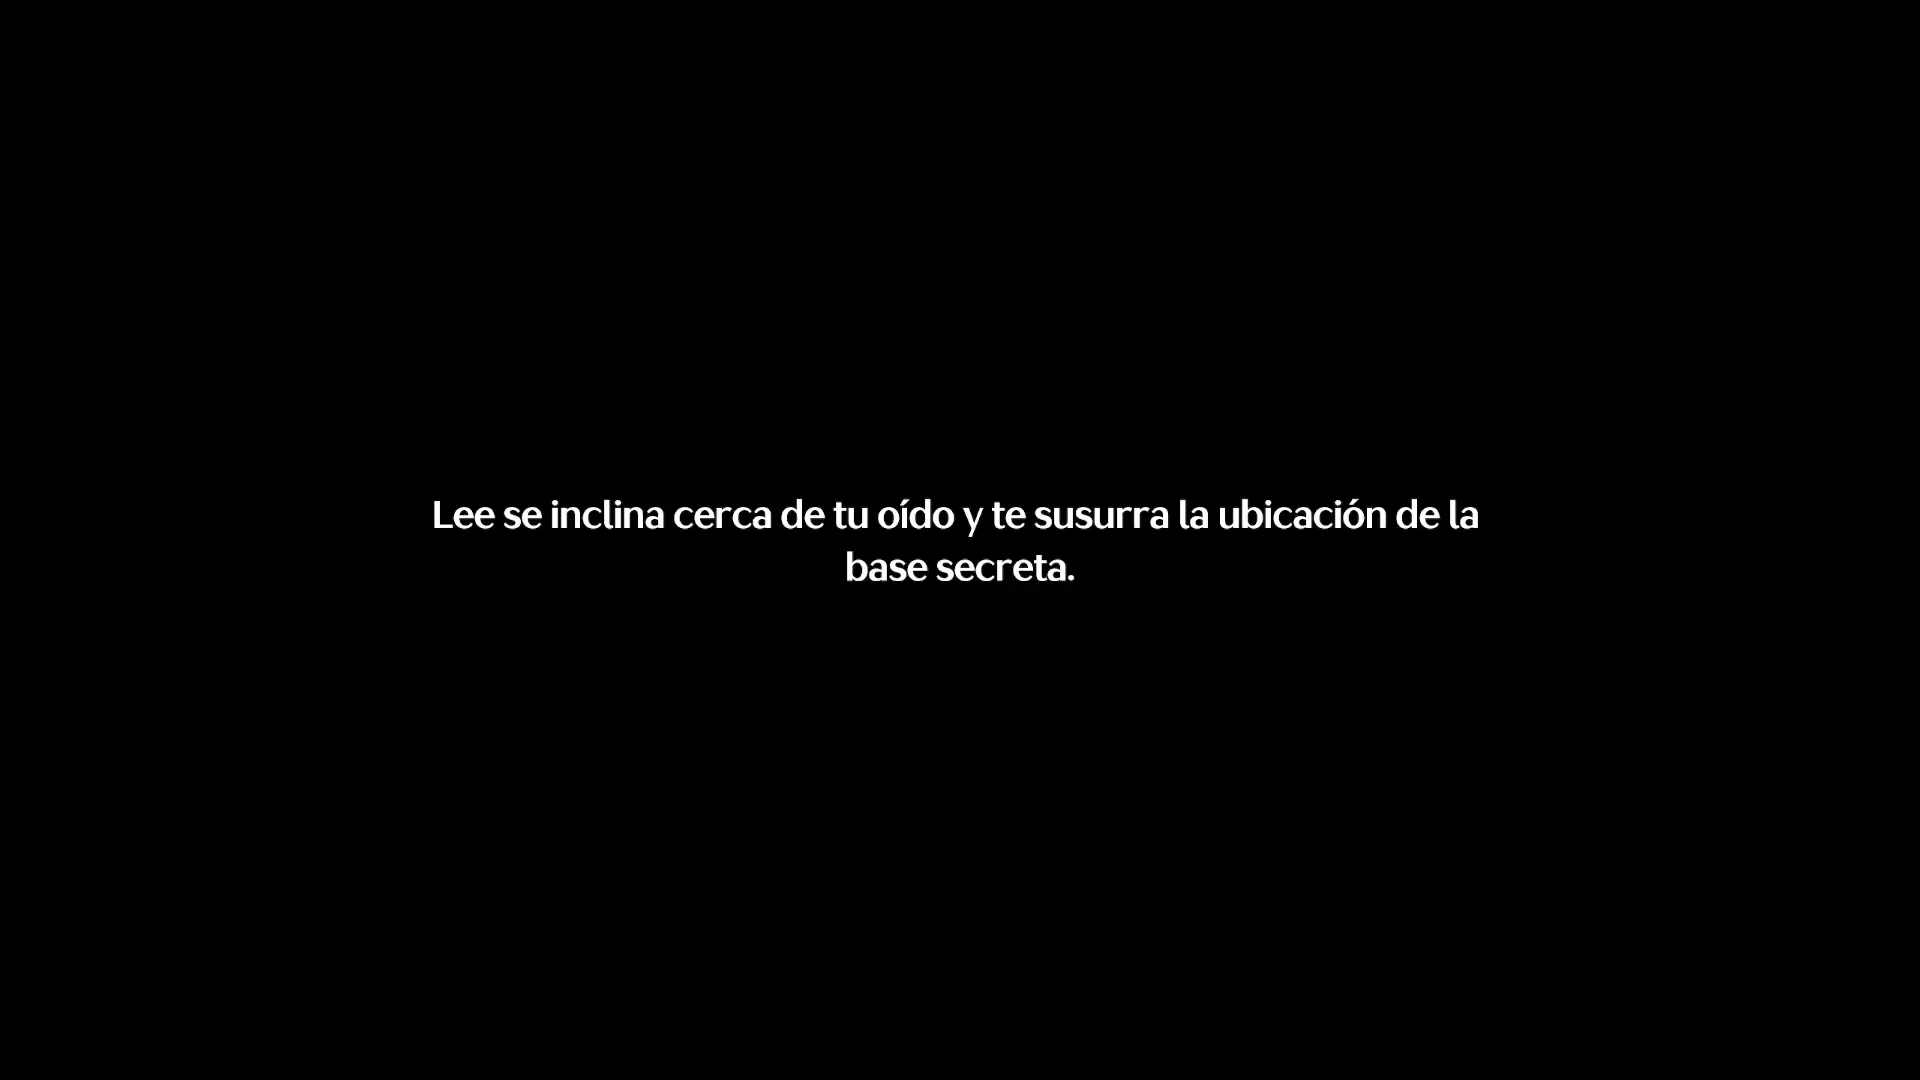 Lee se inclina cerca de tu oído y te susurra la ubicación de la
base secreta.